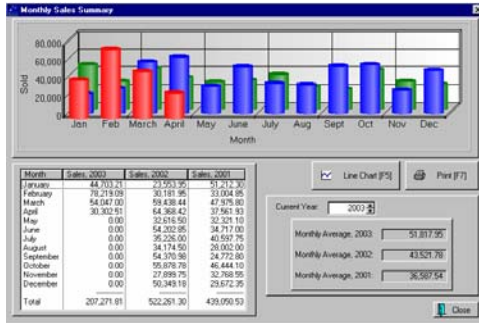 Monthly Sales Summary
80,000
60,000
40,000
20,000
0
Sold
Jan Feb March April May June July Aug Sept Oct Nov Dec
Month
Month Sales, 2003 Sales, 2002 Sales, 2001
January 44,703.21 23,553.95 51,212.30
February 78,219.09 30,181.95 33,004.85
March 54,047.00 59,438.44 47,975.80
April 30,302.51 64,368.42 37,561.93
May 0.00 32,616.50 32,321.10
June 0.00 54,202.85 34,717.00
July 0.00 35,226.00 40,597.75
August 0.00 34,174.50 28,002.00
September 0.00 54,370.98 24,772.80
October 0.00 55,878.78 46,444.10
November 0.00 27,899.75 32,768.55
December 0.00 50,349.18 29,672.35
Total 207,271.81 522,261.30 439,050.53
Line Chart [F5]
Print [F7]
Current Year: 2003
Monthly Average, 2003: 51,817.95
Monthly Average, 2002: 43,521.78
Monthly Average, 2001: 36,587.54
Close